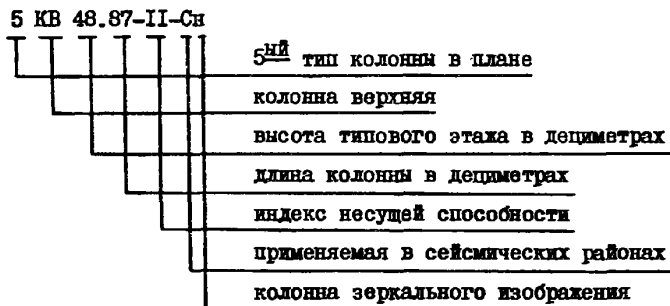 5 КВ 48.87-II-Сн
5ый тип колонны в плане
колонна верхняя
высота типового этажа в дециметрах
длина колонны в дециметрах
индекс несущей способности
применяемая в сейсмических районах
колонна зеркального изображения